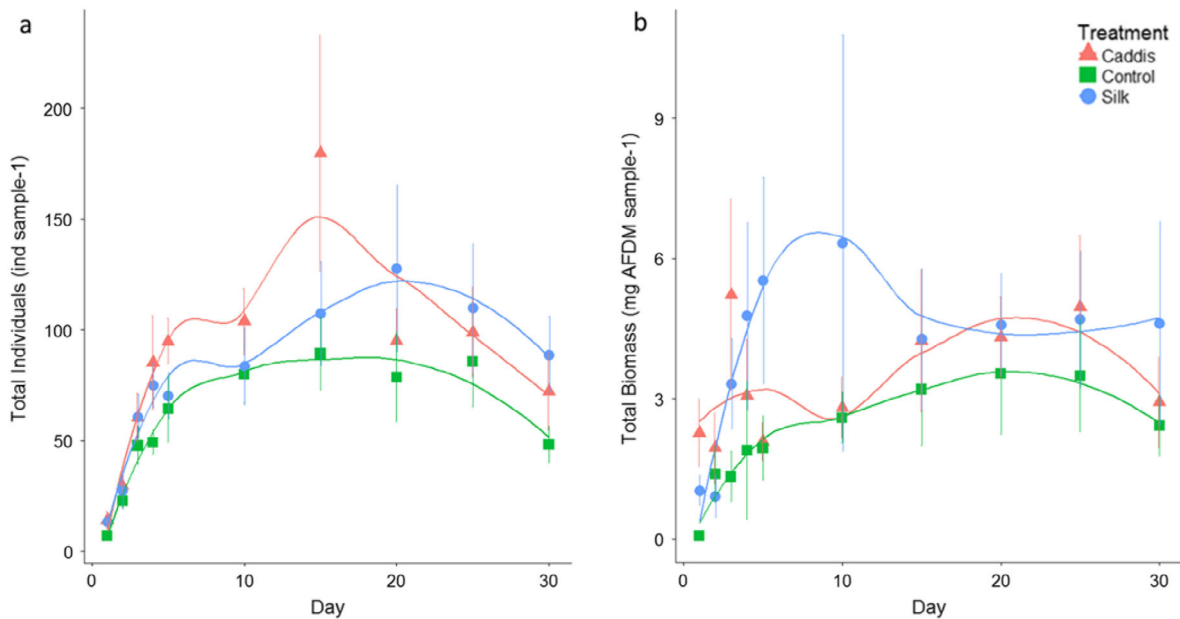 a
Total Individuals (ind sample-1)
200
150
100
50
0
0 10 20 30
Day
b
Treatment
Caddis
Control
Silk
Total Biomass (mg AFDM sample-1)
9
6
3
0
0 10 20 30
Day